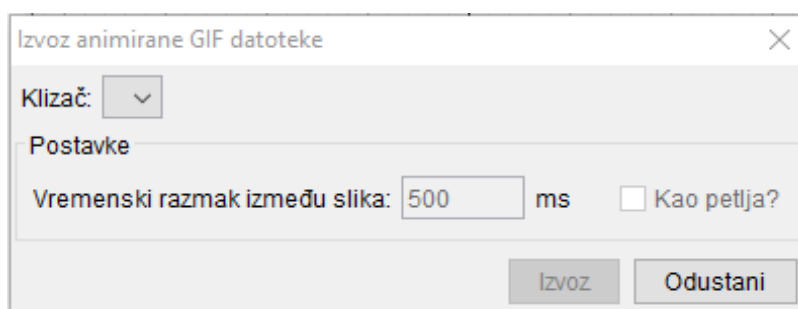 Izvoz animirane GIF datoteke
Klizač:
Postavke
Vremenski razmak između slika: 500 ms Kao petlja?
Izvoz Odustani